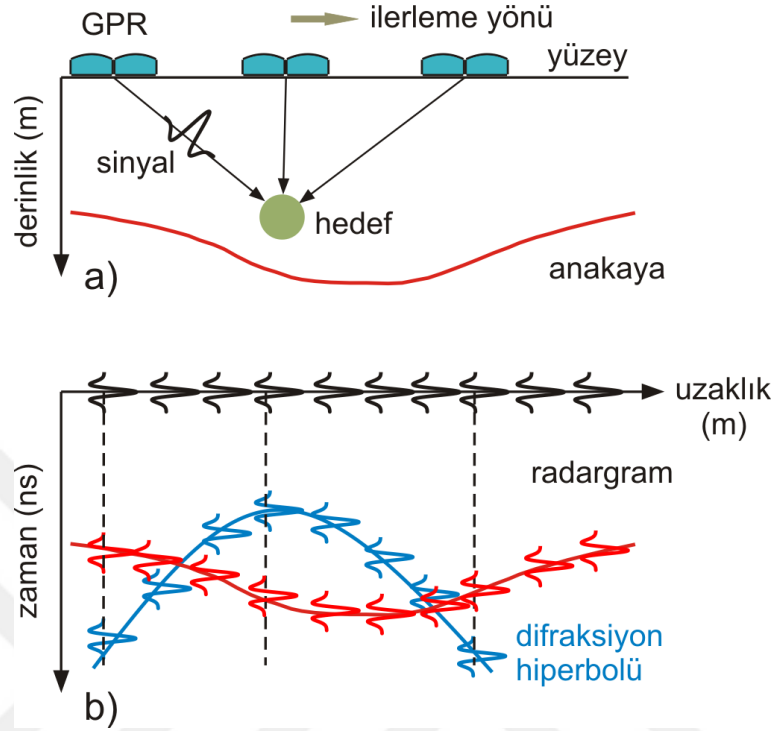 GPR
ilerleme yönü
yüzey
derinlik (m)
sinyal
hedef
anakaya
a)
uzaklık
(m)
radargram
zaman (ns)
difraksiyon
hiperbolü
b)